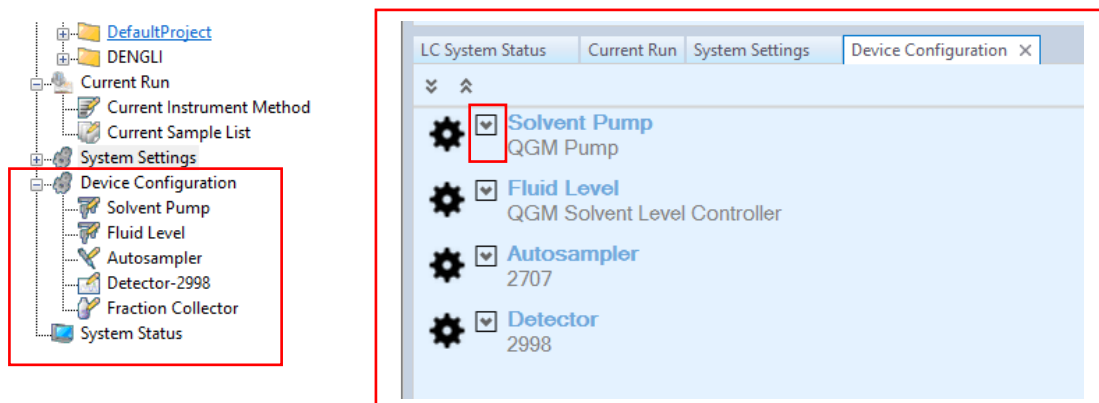 DefaultProject
DENGLI
Current Run
Current Instrument Method
Current Sample List
System Settings
Device Configuration
Solvent Pump
Fluid Level
Autosampler
Detector-2998
Fraction Collector
System Status
LC System Status Current Run System Settings Device Configuration
Solvent Pump
QGM Pump
Fluid Level
QGM Solvent Level Controller
Autosampler
2707
Detector
2998